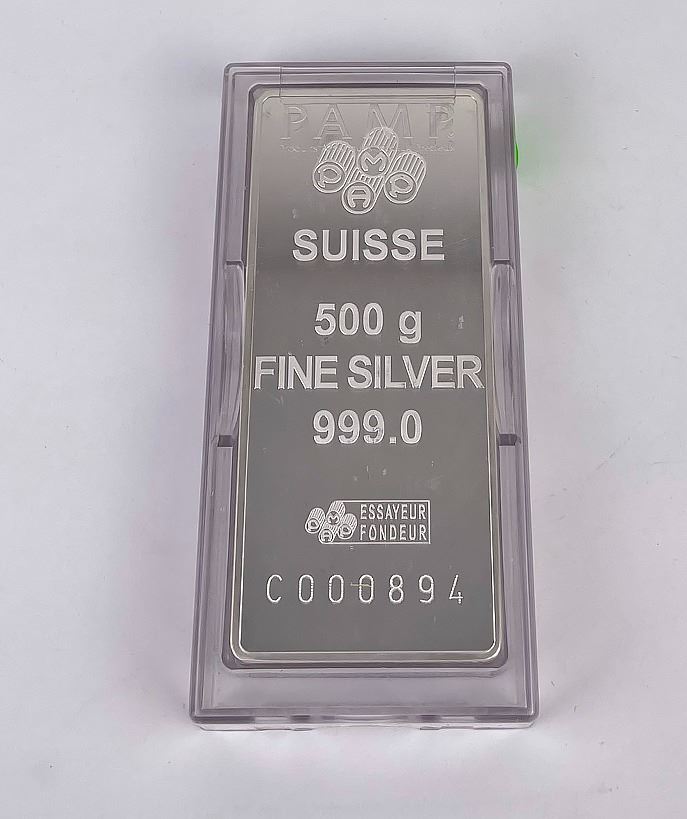 PAMP
P A M P
SUISSE
500 g
FINE SILVER
999.0
P A M P
ESSAYEUR
FONDEUR
C000894